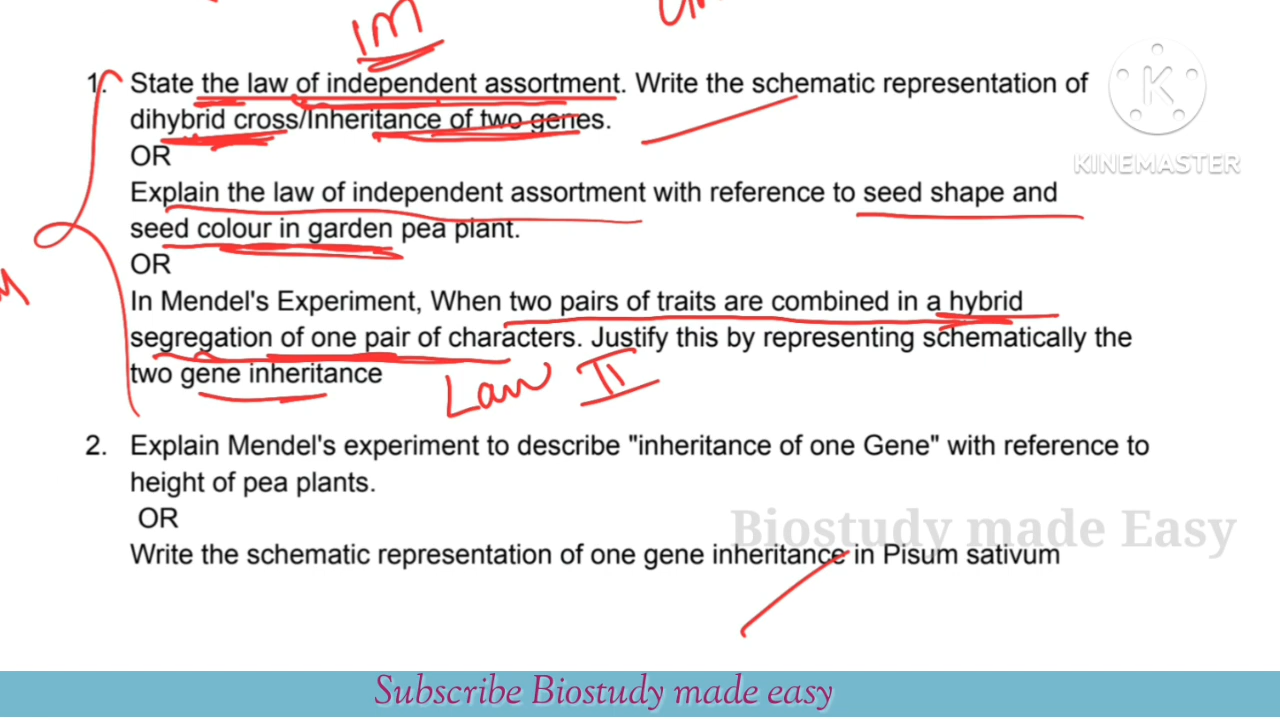 1M
1. State the law of independent assortment. Write the schematic representation of
dihybrid cross/Inheritance of two genes.
OR
Explain the law of independent assortment with reference to seed shape and
seed colour in garden pea plant.
OR
In Mendel's Experiment, When two pairs of traits are combined in a hybrid
segregation of one pair of characters. Justify this by representing schematically the
two gene inheritance
Law II
2. Explain Mendel's experiment to describe "inheritance of one Gene" with reference to
height of pea plants.
OR
Write the schematic representation of one gene inheritance in Pisum sativum
K
KINEMASTER
Biostudy made Easy
Subscribe Biostudy made easy